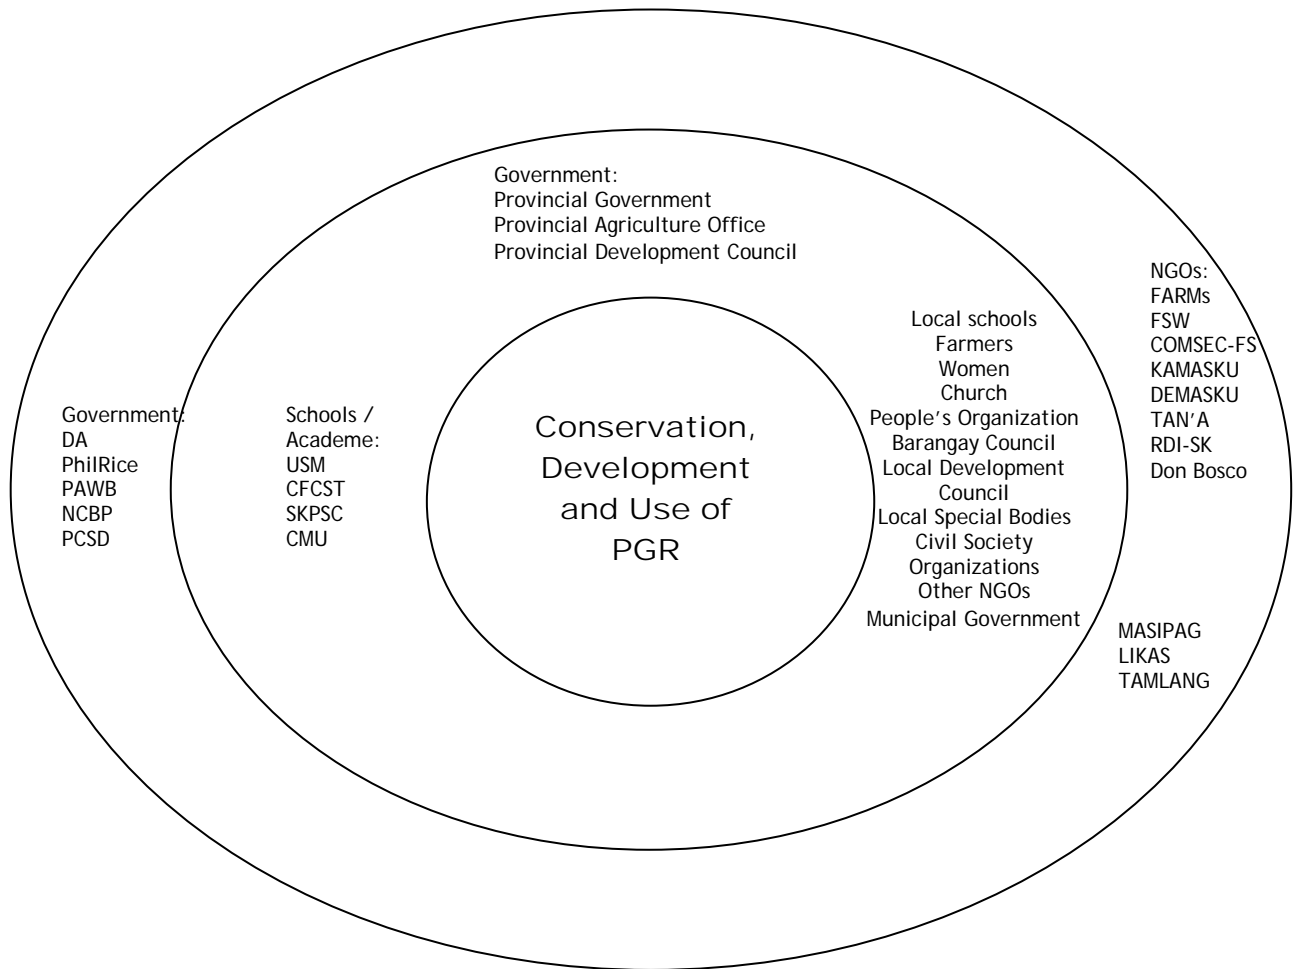 Government:
Provincial Government
Provincial Agriculture Office
Provincial Development Council
NGOs:
FARMs
FSW
COMSEC-FS
KAMASKU
DEMASKU
TAN'A
RDI-SK
Don Bosco
Local schools
Farmers
Women
Church
People's Organization
Barangay Council
Local Development
Council
Local Special Bodies
Civil Society
Organizations
Other NGOs
Municipal Government
Government:
DA
PhilRice
PAWB
NCBP
PCSD
Schools /
Academe:
USM
CFCST
SKPSC
CMU
Conservation,
Development
and Use of
PGR
MASIPAG
LIKAS
TAMLANG